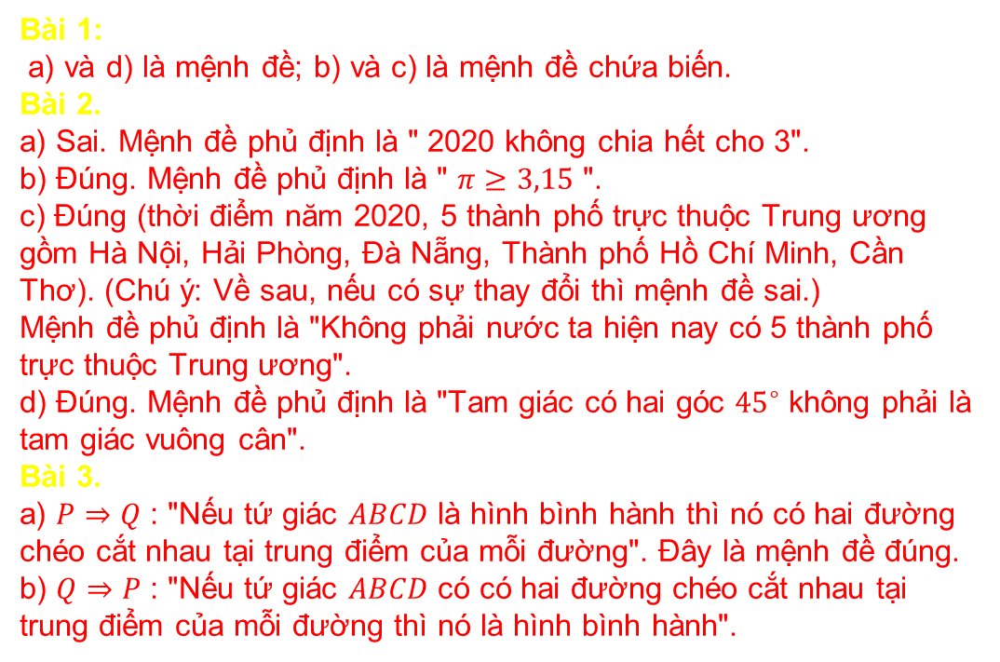 Bài 1:
a) và d) là mệnh đề; b) và c) là mệnh đề chứa biến.
Bài 2.
a) Sai. Mệnh đề phủ định là " 2020 không chia hết cho 3".
b) Đúng. Mệnh đề phủ định là " π ≥ 3,15 ".
c) Đúng (thời điểm năm 2020, 5 thành phố trực thuộc Trung ương
gồm Hà Nội, Hải Phòng, Đà Nẵng, Thành phố Hồ Chí Minh, Cần
Thơ). (Chú ý: Về sau, nếu có sự thay đổi thì mệnh đề sai.)
Mệnh đề phủ định là "Không phải nước ta hiện nay có 5 thành phố
trực thuộc Trung ương".
d) Đúng. Mệnh đề phủ định là "Tam giác có hai góc 45° không phải là
tam giác vuông cân".
Bài 3.
a) P ⇒ Q : "Nếu tứ giác ABCD là hình bình hành thì nó có hai đường
chéo cắt nhau tại trung điểm của mỗi đường". Đây là mệnh đề đúng.
b) Q ⇒ P : "Nếu tứ giác ABCD có có hai đường chéo cắt nhau tại
trung điểm của mỗi đường thì nó là hình bình hành".